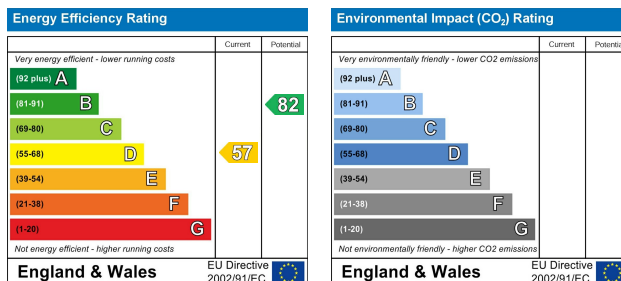 Energy Efficiency Rating
Current Potential
Very energy efficient - lower running costs
(92 plus) A
(81-91) B
82
(69-80) C
(55-68) D
57
(39-54) E
(21-38) F
(1-20) G
Not energy efficient - higher running costs
England & Wales
EU Directive
2002/91/EC
Environmental Impact (CO2) Rating
Current Potentia
Very environmentally friendly - lower CO2 emissions
(92 plus) A
(81-91) B
(69-80) C
(55-68) D
(39-54) E
(21-38) F
(1-20) G
Not environmentally friendly - higher CO2 emissions
England & Wales
EU Directive
2002/91/EC